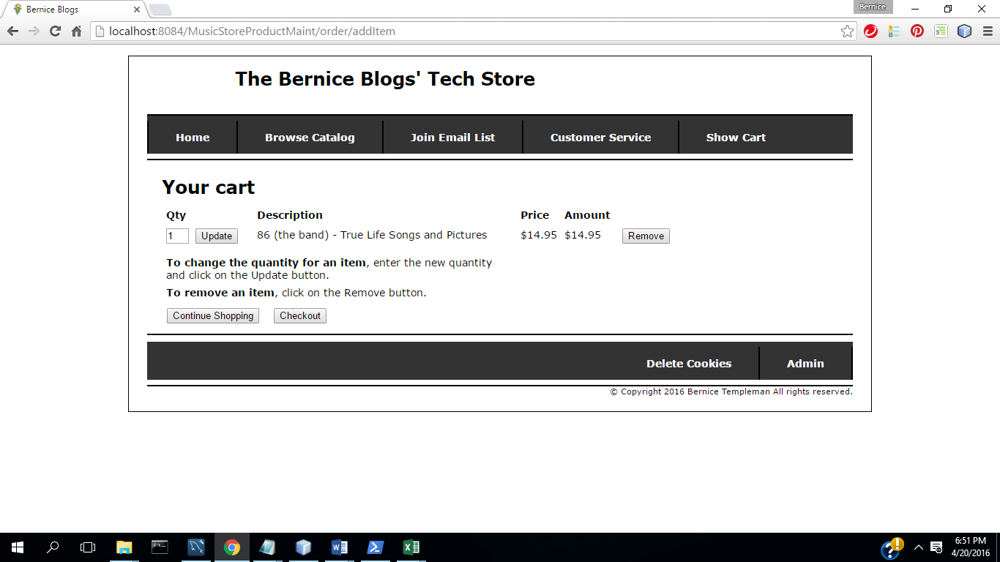 Bernice Blogs
Bernice
localhost:8084/MusicStoreProductMaint/order/addItem
The Bernice Blogs' Tech Store
Home Browse Catalog Join Email List Customer Service Show Cart
Your cart
Qty Description Price Amount
1 Update 86 (the band) - True Life Songs and Pictures $14.95 $14.95 Remove
To change the quantity for an item, enter the new quantity
and click on the Update button.
To remove an item, click on the Remove button.
Continue Shopping Checkout
Delete Cookies Admin
© Copyright 2016 Bernice Templeman All rights reserved.
6:51 PM
4/20/2016